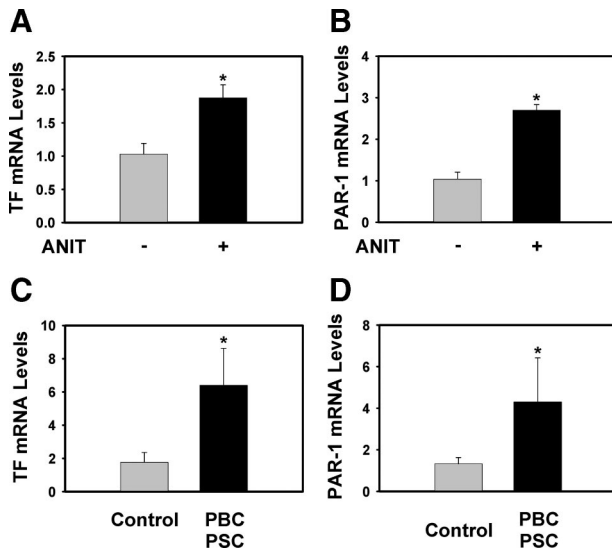 A
TF mRNA Levels
2.5
2.0
1.5
1.0
0.5
0.0
*
ANIT - +
B
PAR-1 mRNA Levels
4
3
2
1
0
*
ANIT - +
C
TF mRNA Levels
10
8
6
4
2
0
*
Control PBC
PSC
D
PAR-1 mRNA Levels
8
6
4
2
0
*
Control PBC
PSC